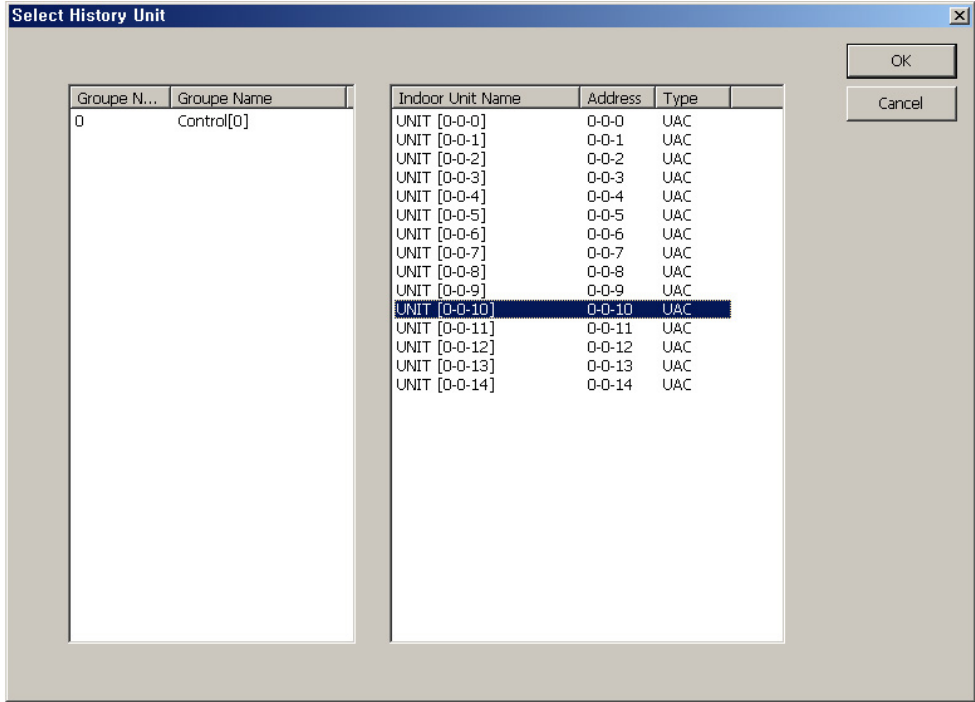 Select History Unit
OK
Cancel
Groupe N... Groupe Name
0 Control[0]
Indoor Unit Name Address Type
UNIT [0-0-0] 0-0-0 UAC
UNIT [0-0-1] 0-0-1 UAC
UNIT [0-0-2] 0-0-2 UAC
UNIT [0-0-3] 0-0-3 UAC
UNIT [0-0-4] 0-0-4 UAC
UNIT [0-0-5] 0-0-5 UAC
UNIT [0-0-6] 0-0-6 UAC
UNIT [0-0-7] 0-0-7 UAC
UNIT [0-0-8] 0-0-8 UAC
UNIT [0-0-9] 0-0-9 UAC
UNIT [0-0-10] 0-0-10 UAC
UNIT [0-0-11] 0-0-11 UAC
UNIT [0-0-12] 0-0-12 UAC
UNIT [0-0-13] 0-0-13 UAC
UNIT [0-0-14] 0-0-14 UAC